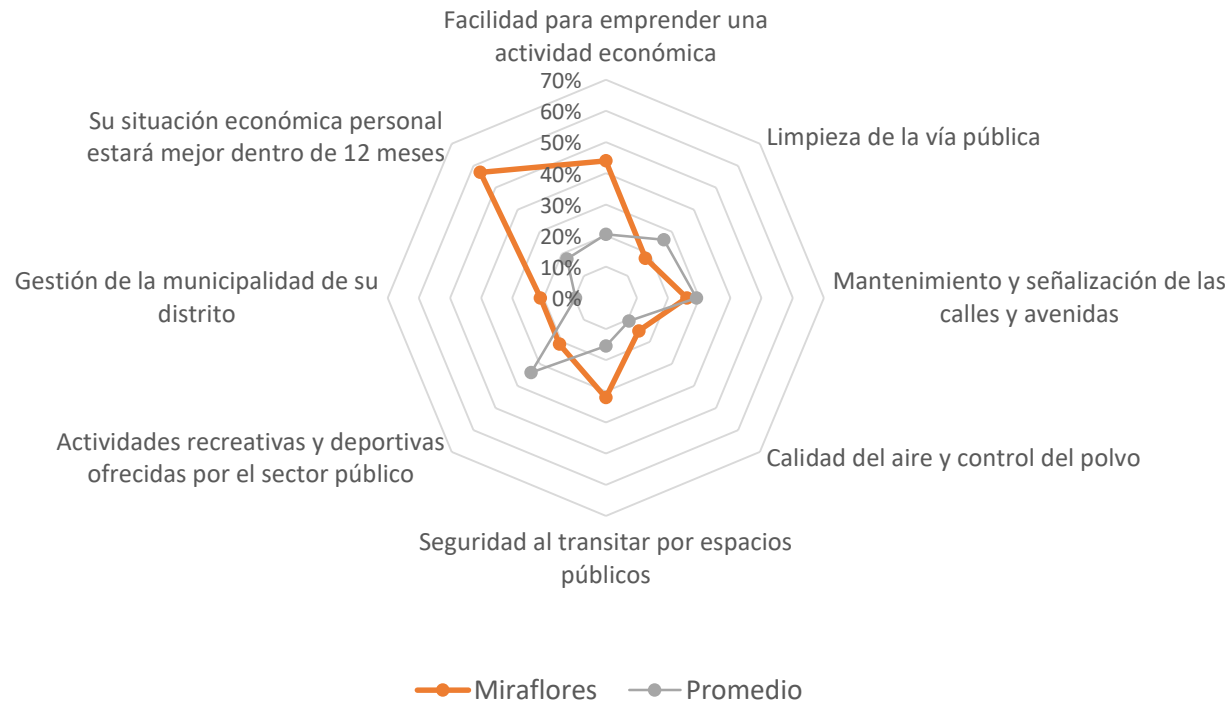 Facilidad para emprender una
actividad económica
70%
60%
50%
40%
30%
20%
10%
0%
Limpieza de la vía pública
Mantenimiento y señalización de las
calles y avenidas
Calidad del aire y control del polvo
Seguridad al transitar por espacios
públicos
Actividades recreativas y deportivas
ofrecidas por el sector público
Gestión de la municipalidad de su
distrito
Su situación económica personal
estará mejor dentro de 12 meses
Miraflores
Promedio